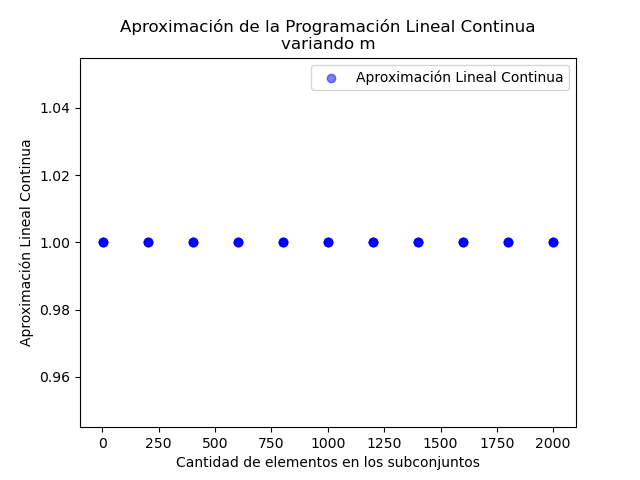 Aproximación de la Programación Lineal Continua
variando m
Aproximación Lineal Continua
1.04
1.02
1.00
0.98
0.96
Aproximación Lineal Continua
0
250
500
750
1000
1250
1500
1750
2000
Cantidad de elementos en los subconjuntos